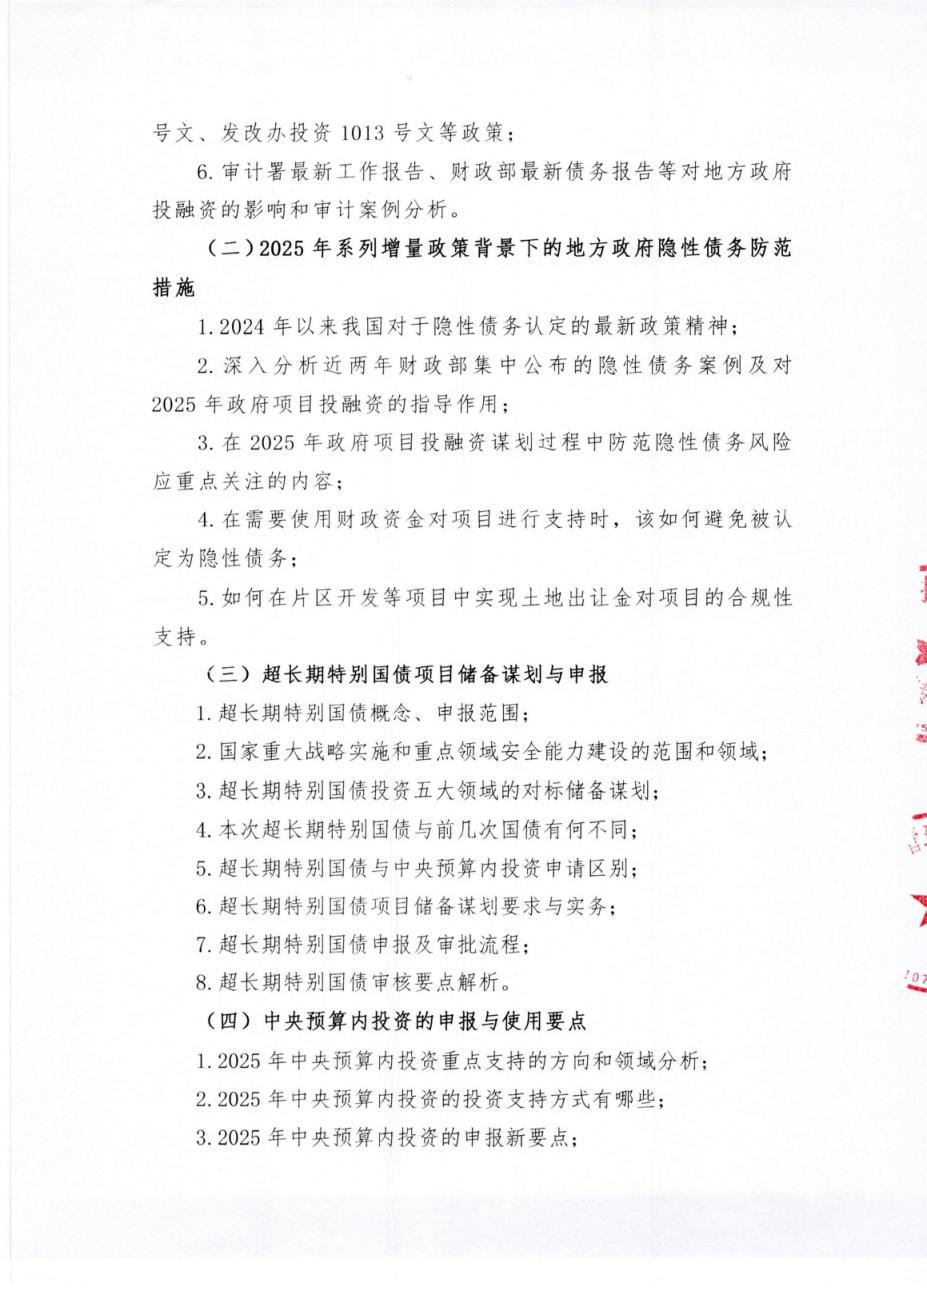 号文、发改办投资 1013 号文等政策；
6.审计署最新工作报告、财政部最新债务报告等对地方政府
投融资的影响和审计案例分析。
（二）2025 年系列增量政策背景下的地方政府隐性债务防范
措施
1.2024 年以来我国对于隐性债务认定的最新政策精神；
2.深入分析近两年财政部集中公布的隐性债务案例及对
2025 年政府项目投融资的指导作用；
3.在 2025 年政府项目投融资谋划过程中防范隐性债务风险
应重点关注的内容；
4.在需要使用财政资金对项目进行支持时，该如何避免被认
定为隐性债务；
5.如何在片区开发等项目中实现土地出让金对项目的合规性
支持。
（三）超长期特别国债项目储备谋划与申报
1.超长期特别国债概念、申报范围；
2.国家重大战略实施和重点领域安全能力建设的范围和领域；
3.超长期特别国债投资五大领域的对标储备谋划；
4.本次超长期特别国债与前几次国债有何不同；
5.超长期特别国债与中央预算内投资申请区别；
6.超长期特别国债项目储备谋划要求与实务；
7.超长期特别国债申报及审批流程；
8.超长期特别国债审核要点解析。
（四）中央预算内投资的申报与使用要点
1.2025 年中央预算内投资重点支持的方向和领域分析；
2.2025 年中央预算内投资的投资支持方式有哪些；
3.2025 年中央预算内投资的申报新要点；